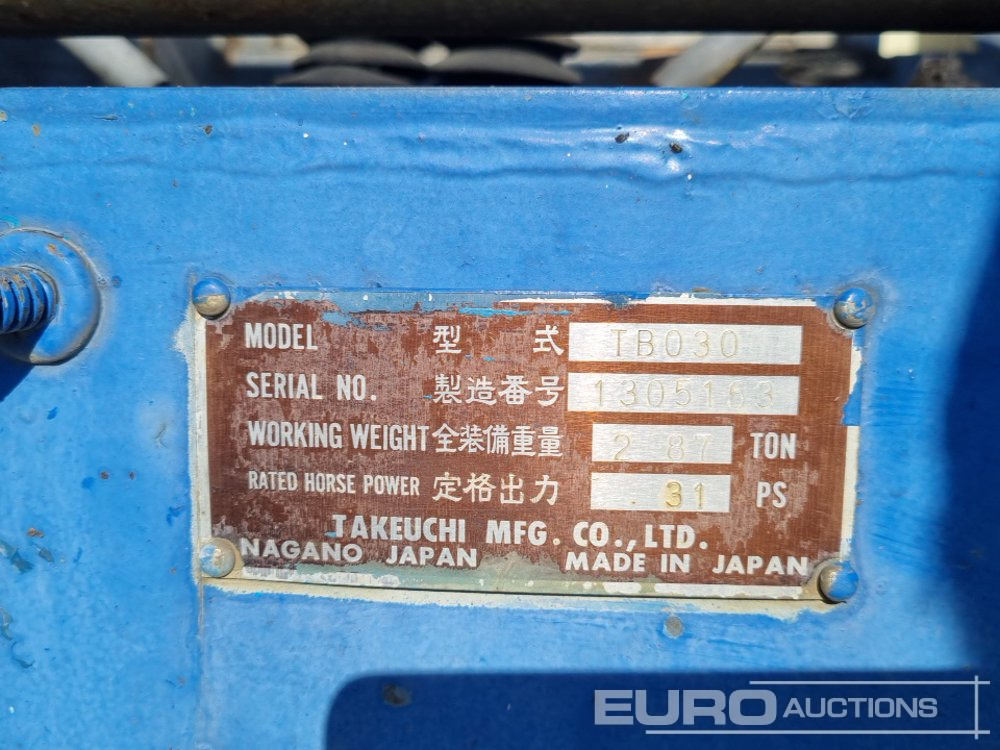 MODEL 型式 TB030
SERIAL NO. 製造番号 1305163
WORKING WEIGHT 全装備重量 2 87 TON
RATED HORSE POWER 定格出力 31 PS
TAKEUCHI MFG. CO., LTD.
NAGANO JAPAN MADE IN JAPAN
EURO AUCTIONS